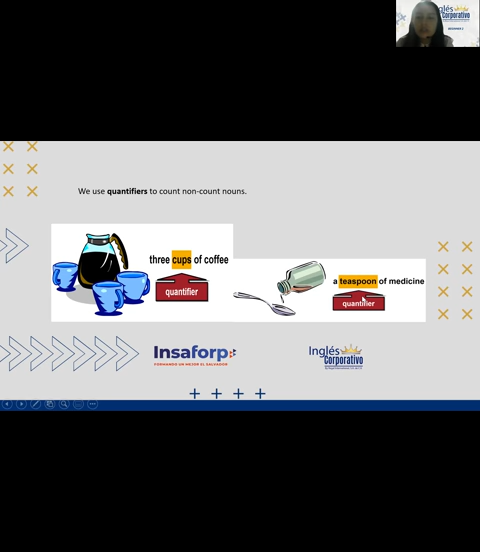 Inglés
Corporativo
We use quantifiers to count non-count nouns.
three cups of coffee
quantifier
a teaspoon of medicine
quantifier
Insaforp
FORMANDO UN MEJOR EL SALVADOR
Inglés
Corporativo